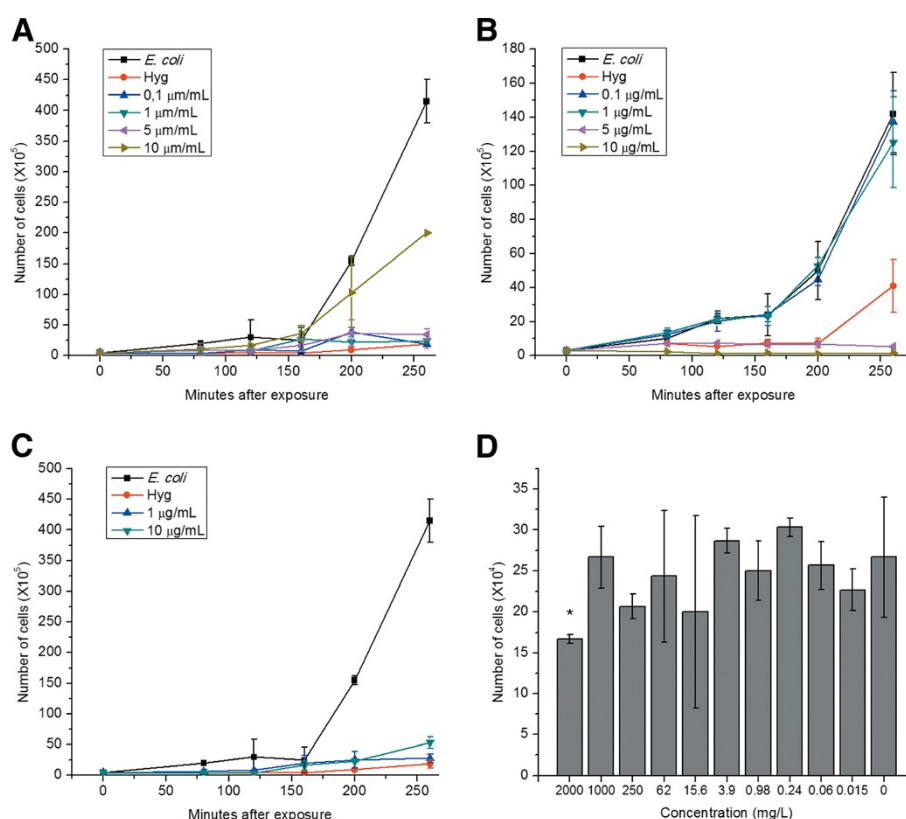 A
500
450
400
350
300
250
200
150
100
50
0
Number of cells (X10⁵)
E. coli
Hyg
0,1 µm/mL
1 µm/mL
5 µm/mL
10 µm/mL
0 50 100 150 200 250
Minutes after exposure
B
180
160
140
120
100
80
60
40
20
0
Number of cells (X10⁵)
E. coli
Hyg
0.1 µg/mL
1 µg/mL
5 µg/mL
10 µg/mL
0 50 100 150 200 250
Minutes after exposure
C
500
450
400
350
300
250
200
150
100
50
0
Number of cells (X10⁵)
E. coli
Hyg
1 µg/mL
10 µg/mL
0 50 100 150 200 250
Minutes after exposure
D
35
30
25
20
15
10
5
0
Number of cells (X10⁴)
*
2000 1000 250 62 15.6 3.9 0.98 0.24 0.06 0.015 0
Concentration (mg/L)